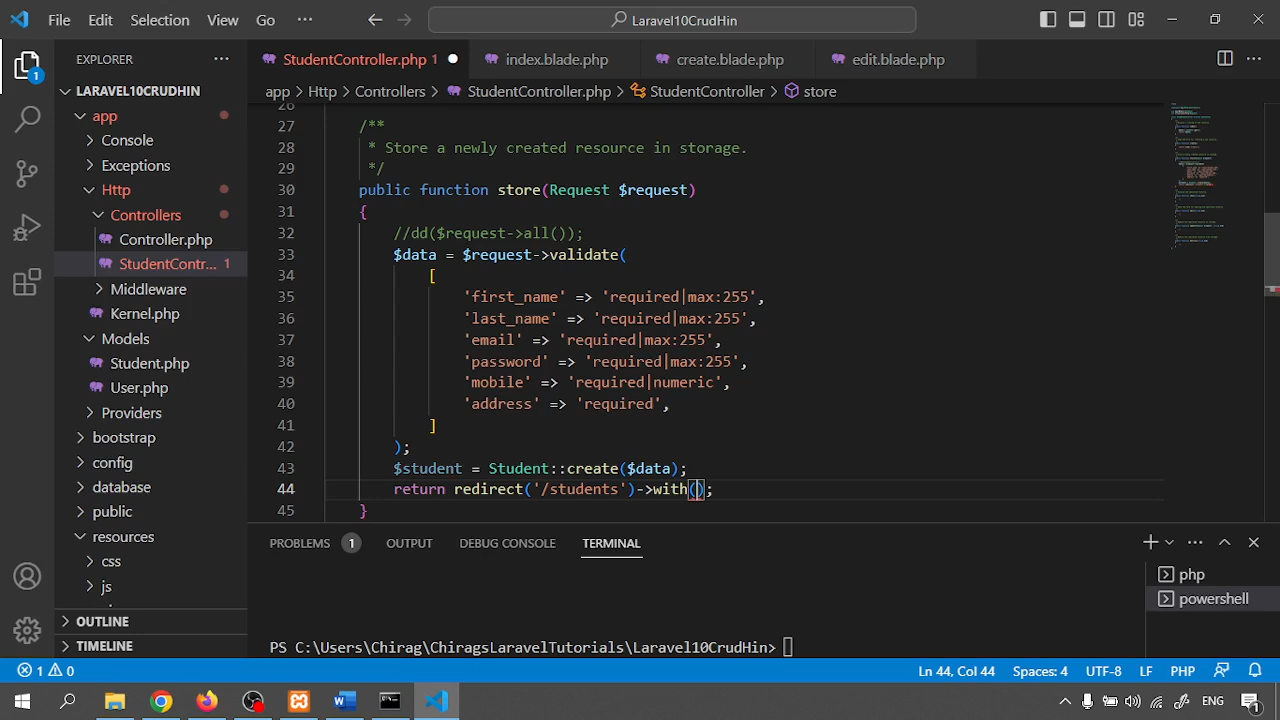 File Edit Selection View Go ... Laravel10CrudHin
EXPLORER ... StudentController.php 1 index.blade.php create.blade.php edit.blade.php ...
LARAVEL10CRUDHIN
app > Http > Controllers > StudentController.php > StudentController > store
app
Console
Exceptions
Http
Controllers
Controller.php
StudentContr... 1
Middleware
Kernel.php
Models
Student.php
User.php
Providers
bootstrap
config
database
public
resources
css
js
OUTLINE
TIMELINE
26
27 /**
28 * Store a newly created resource in storage.
29 */
30 public function store(Request $request)
31 {
32 //dd($request->all());
33 $data = $request->validate(
34 [
35 'first_name' => 'required|max:255',
36 'last_name' => 'required|max:255',
37 'email' => 'required|max:255',
38 'password' => 'required|max:255',
39 'mobile' => 'required|numeric',
40 'address' => 'required',
41 ]
42 );
43 $student = Student::create($data);
44 return redirect('/students')->with();
45 }
PROBLEMS 1 OUTPUT DEBUG CONSOLE TERMINAL
php
powershell
PS C:\Users\Chirag\ChiragsLaravelTutorials\Laravel10CrudHin>
1 0 Ln 44, Col 44 Spaces: 4 UTF-8 LF PHP
ENG 1